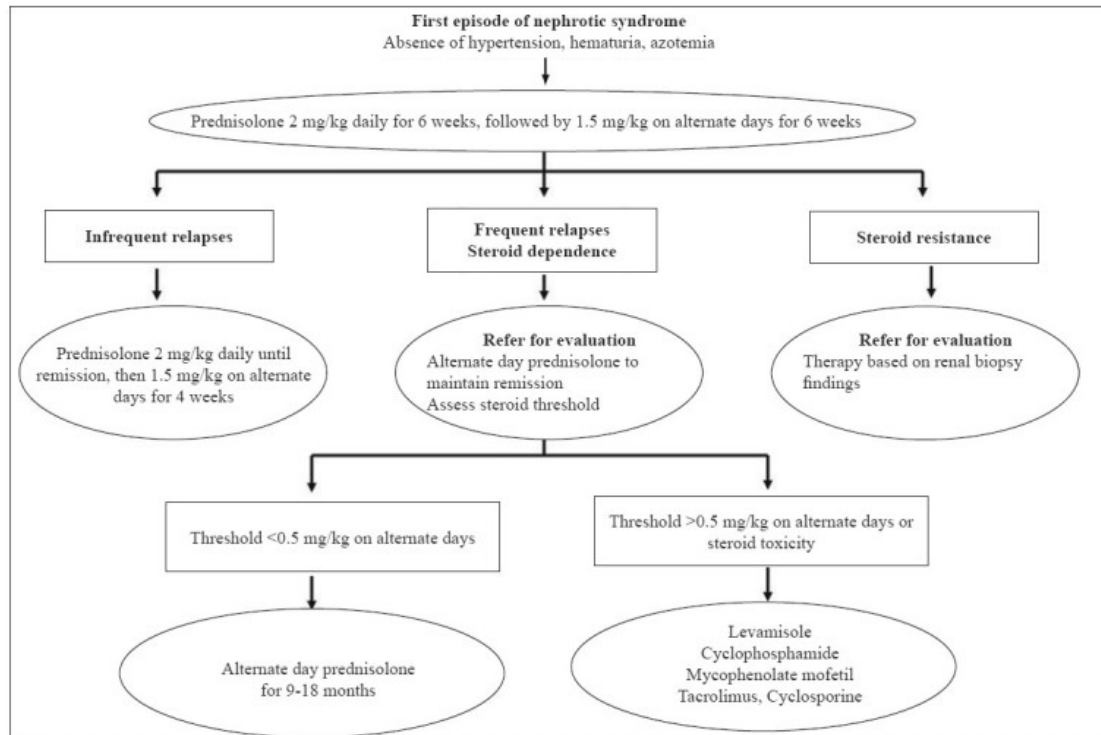 First episode of nephrotic syndrome
Absence of hypertension, hematuria, azotemia
Prednisolone 2 mg/kg daily for 6 weeks, followed by 1.5 mg/kg on alternate days for 6 weeks
Infrequent relapses
Frequent relapses
Steroid dependence
Steroid resistance
Prednisolone 2 mg/kg daily until
remission, then 1.5 mg/kg on alternate
days for 4 weeks
Refer for evaluation
Alternate day prednisolone to
maintain remission
Assess steroid threshold
Refer for evaluation
Therapy based on renal biopsy
findings
Threshold <0.5 mg/kg on alternate days
Threshold >0.5 mg/kg on alternate days or
steroid toxicity
Alternate day prednisolone
for 9-18 months
Levamisole
Cyclophosphamide
Mycophenolate mofetil
Tacrolimus, Cyclosporine